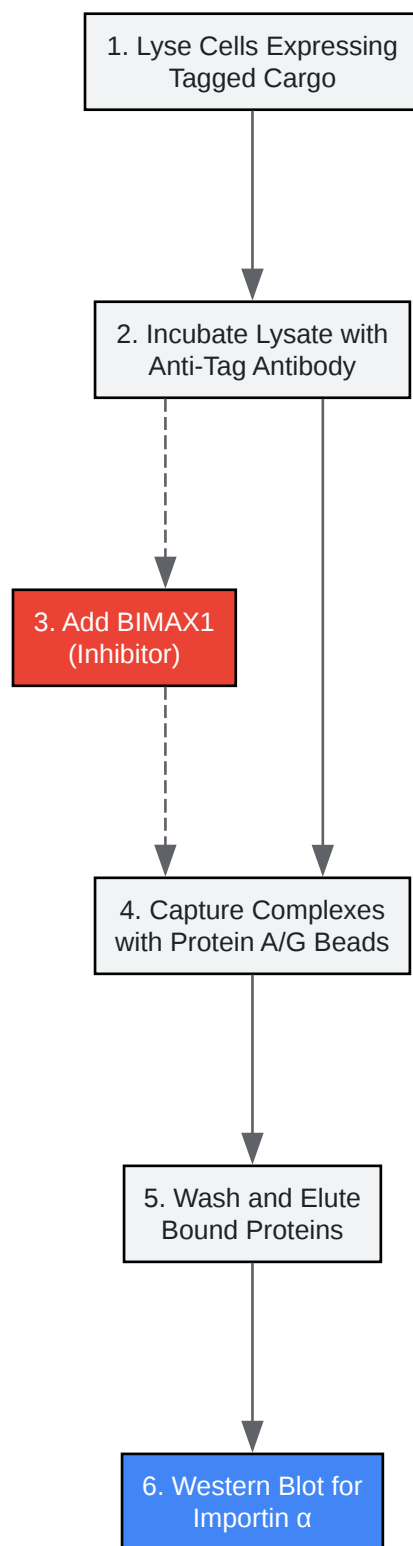 1. Lyse Cells Expressing
Tagged Cargo
2. Incubate Lysate with
Anti-Tag Antibody
3. Add BIMAX1
(Inhibitor)
4. Capture Complexes
with Protein A/G Beads
5. Wash and Elute
Bound Proteins
6. Western Blot for
Importin α